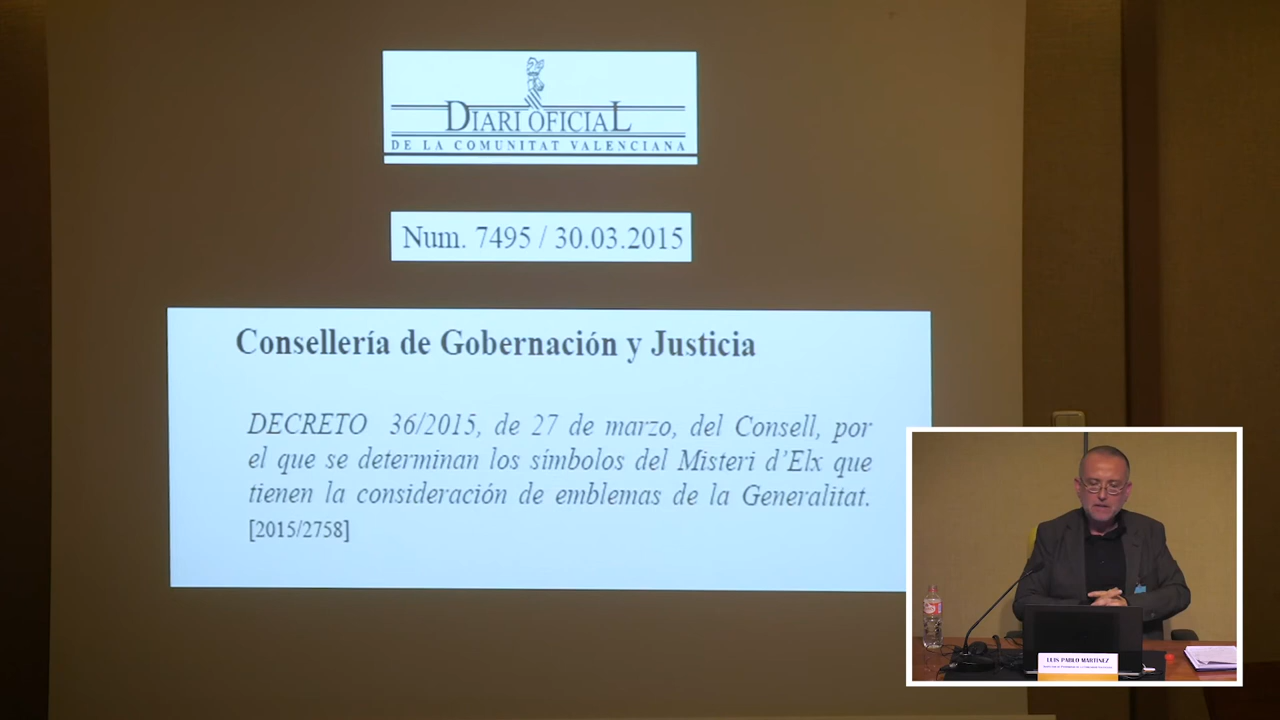 DIARI OFICIAL
DE LA COMUNITAT VALENCIANA
Num. 7495 / 30.03.2015
Consellería de Gobernación y Justicia
DECRETO 36/2015, de 27 de marzo, del Consell, por
el que se determinan los símbolos del Misteri d'Elx que
tienen la consideración de emblemas de la Generalitat.
[2015/2758]
LUIS PABLO MARTÍNEZ